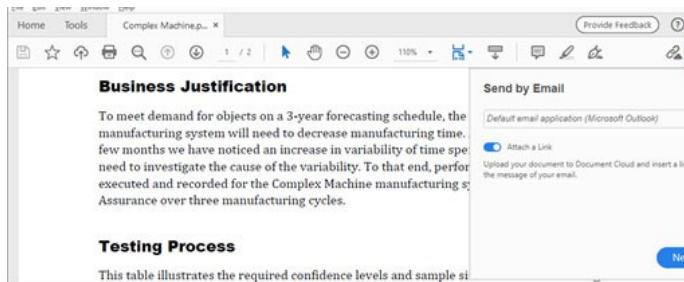 Home Tools Complex Machine.p... × Provide Feedback
1 / 2 110%
Business Justification
To meet demand for objects on a 3-year forecasting schedule, the
manufacturing system will need to decrease manufacturing time.
few months we have noticed an increase in variability of time spe
need to investigate the cause of the variability. To that end, perfor
executed and recorded for the Complex Machine manufacturing sy
Assurance over three manufacturing cycles.
Testing Process
This table illustrates the required confidence levels and sample si
Send by Email
Default email application (Microsoft Outlook)
Attach a Link
Upload your document to Document Cloud and insert a li
the message of your email.
Ne